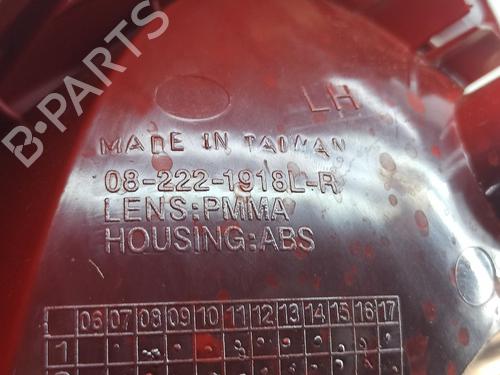 B-PARTS
LH
MADE IN TAIWAN
08-222-1918L-R
LENS:PMMA
HOUSING:ABS
06 07 08 09 10 11 12 13 14 15 16 17
1